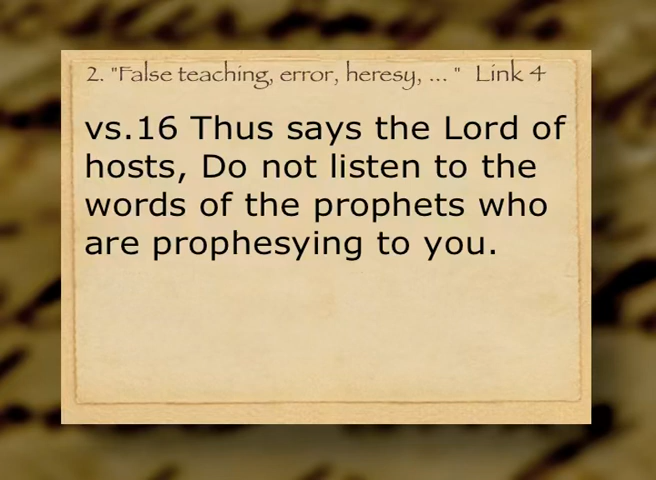 2. "False teaching, error, heresy, ... " Link 4
vs.16 Thus says the Lord of
hosts, Do not listen to the
words of the prophets who
are prophesying to you.